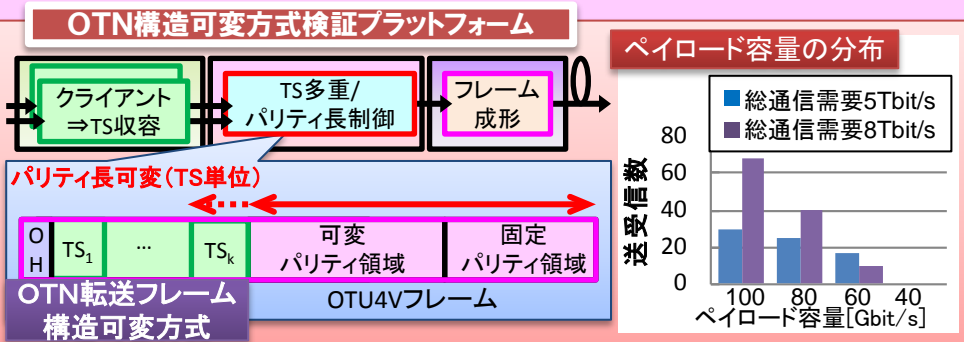 OTN構造可変方式検証プラットフォーム
クライアント
⇒TS収容
TS多重/
パリティ長制御
フレーム
成形
パリティ長可変(TS単位)
OH
TS1
…
TSk
可変
パリティ領域
固定
パリティ領域
OTN転送フレーム
構造可変方式
OTU4Vフレーム
ペイロード容量の分布
総通信需要5Tbit/s
総通信需要8Tbit/s
送受信数
80
60
40
20
0
100 80 60 40
ペイロード容量[Gbit/s]